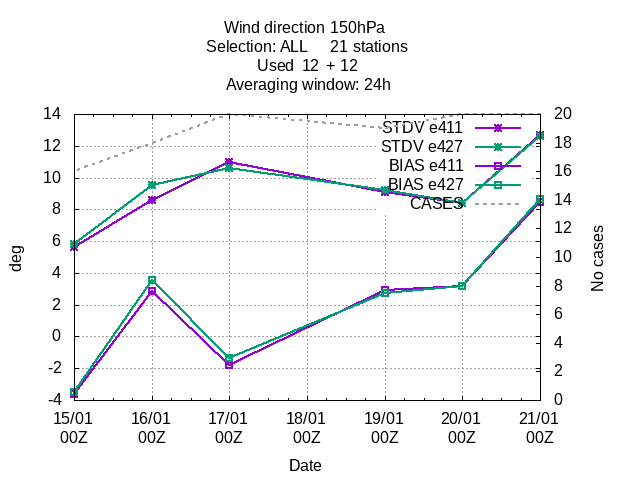 Wind direction 150hPa
Selection: ALL 21 stations
Used 12 + 12
Averaging window: 24h
14
12
10
8
6
4
2
0
-2
-4
deg
20
18
16
14
12
10
8
6
4
2
0
No cases
STDV e411
STDV e427
BIAS e411
BIAS e427
CASES
15/01 16/01 17/01 18/01 19/01 20/01 21/01
00Z 00Z 00Z 00Z 00Z 00Z 00Z
Date